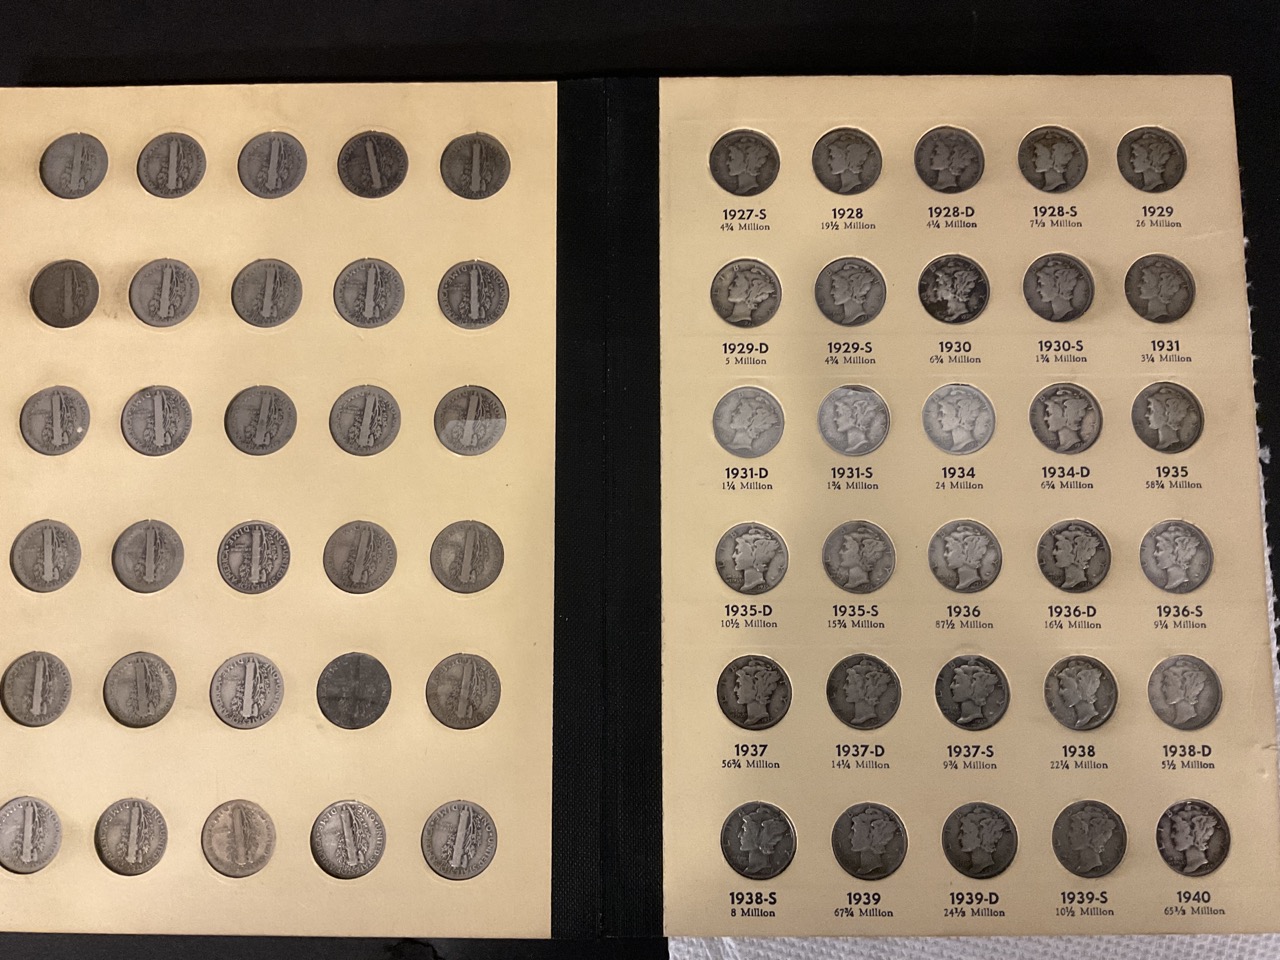 1927-S 1928 1928-D 1928-S 1929
4¾ Million 19½ Million 4¼ Million 7⅓ Million 26 Million
1929-D 1929-S 1930 1930-S 1931
5 Million 4¾ Million 6¾ Million 1¾ Million 3¼ Million
1931-D 1931-S 1934 1934-D 1935
1¼ Million 1¾ Million 24 Million 6¾ Million 58¾ Million
1935-D 1935-S 1936 1936-D 1936-S
10½ Million 15¾ Million 87½ Million 16¼ Million 9¼ Million
1937 1937-D 1937-S 1938 1938-D
56¾ Million 14¼ Million 9¾ Million 22¼ Million 5½ Million
1938-S 1939 1939-D 1939-S 1940
8 Million 67¾ Million 24⅓ Million 10½ Million 65⅓ Million